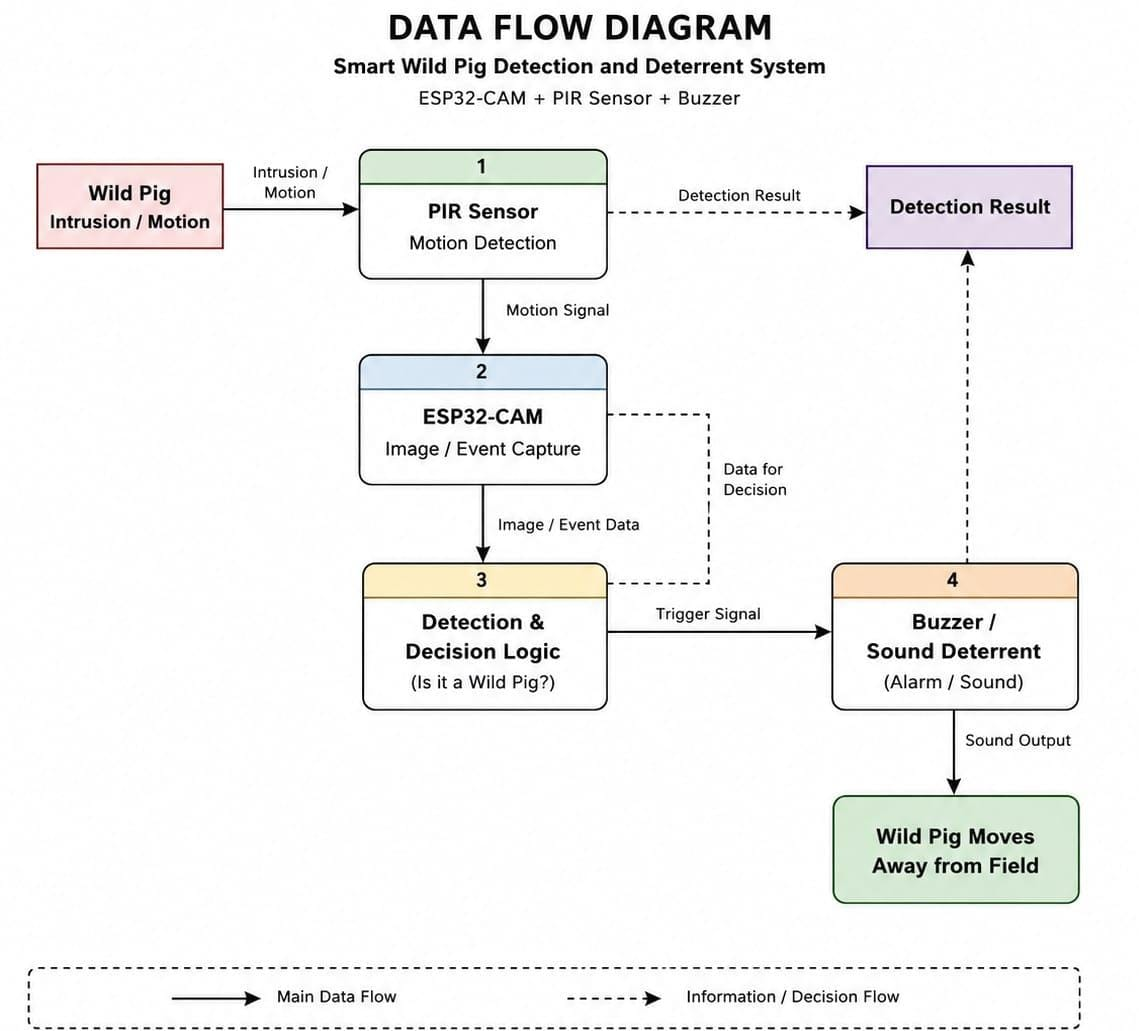 DATA FLOW DIAGRAM
Smart Wild Pig Detection and Deterrent System
ESP32-CAM + PIR Sensor + Buzzer
Wild Pig
Intrusion / Motion
Intrusion /
Motion
1
PIR Sensor
Motion Detection
Detection Result
Detection Result
Motion Signal
2
ESP32-CAM
Image / Event Capture
Data for
Decision
Image / Event Data
3
Detection &
Decision Logic
(Is it a Wild Pig?)
Trigger Signal
4
Buzzer /
Sound Deterrent
(Alarm / Sound)
Sound Output
Wild Pig Moves
Away from Field
Main Data Flow
Information / Decision Flow